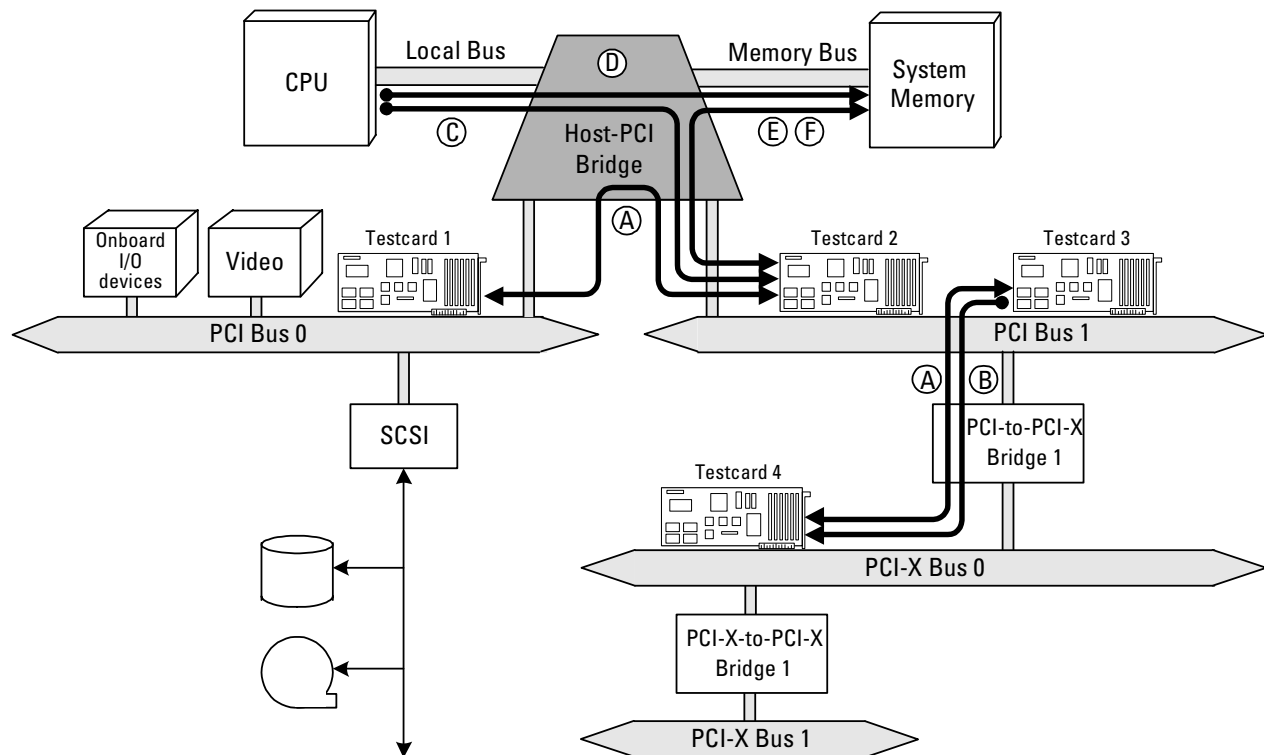 CPU
Local Bus
Ⓓ
Memory Bus
System
Memory
Ⓒ
Host-PCI
Bridge
Ⓔ Ⓕ
Onboard
I/O
devices
Video
Testcard 1
Ⓐ
Testcard 2
Testcard 3
PCI Bus 0
PCI Bus 1
Ⓐ
Ⓑ
SCSI
PCI-to-PCI-X
Bridge 1
Testcard 4
PCI-X Bus 0
PCI-X-to-PCI-X
Bridge 1
PCI-X Bus 1